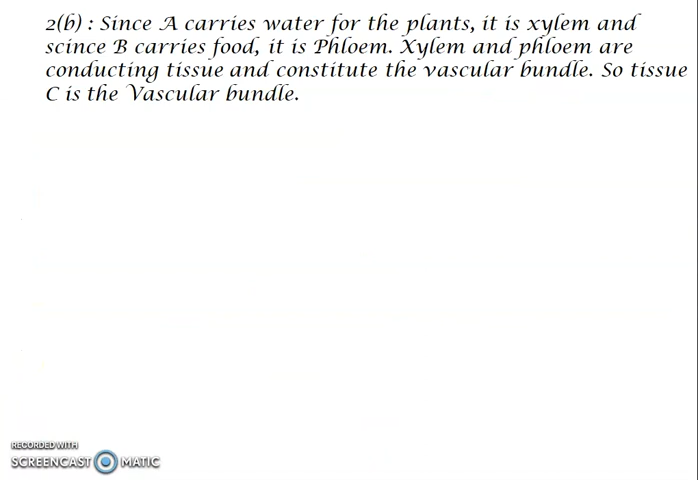 2(b) : Since A carries water for the plants, it is xylem and
scince B carries food, it is Phloem. Xylem and phloem are
conducting tissue and constitute the vascular bundle. So tissue
C is the Vascular bundle.
RECORDED WITH
SCREENCAST MATIC